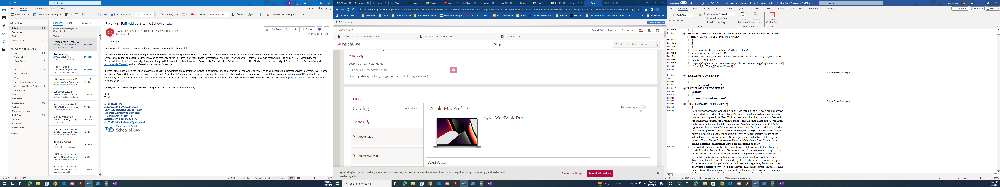 Search
TL
File
Home
Send / Receive
View
Help
Try the new Outlook
Off
New Email
Schedule a Meeting
Share to Teams
*From Brian
Unread/ Read
Search People
Reply with Scheduling Poll
Favorites
Inbox 130
Sent Items
Drafts
Deleted Items 412
ltowles@buffalo.edu
Inbox 130
*From Beth 1
*From Brian 3
*LRT 7
AALL 14
AALL Committee 3
AALS
Law Library/UB Libraries 7
Meetings/Webinars/Conferen... 2
Onboarding
Drafts
Sent Items
Deleted Items 412
Archive
Conversation History
Junk Email [13]
Outbox
RSS Feeds
Search Folders
Groups
Focused Other By Date
Other: New messages (3)
Office Depot
Today
Office of the Dean, S...
Faculty & Staff Additions t... 12:46 PM
Dear Colleagues: I am
Paul Whiting
SEC run-off election 12:46 PM
Hope Dunbar
Donation of Graycliff items... 12:39 PM
For those that missed it this
UB Organizational D...
Happy New Year! Register ... 11:35 AM
Happy New Year from ODE!
Legalweek 2024
The Countdown Is On | Le... 11:00 AM
<https://link.law.com/img/64
Kris Turner via AALL ...
[ALL-SIS] : Help us add Sch... 10:23 AM
Good morning ALL-SIS
Donna Mckernan
Martin Luther King, Jr. Day ... 9:32 AM
Hi everyone,
Theresa Tarves via A...
[LIT-SIS] : Teaching the Tea... 9:32 AM
Applications for the 2024
Brian Detweiler
Late 9:23 AM
Ok, thanks for letting me
UBNow, University at...
UBNow: CPR/AED training |... 8:23 AM
News and views for the UB
Elizabeth Carpenter
Survey from the ESJAG Trai... 8:06 AM
Good morning all!
Faculty & Staff Additions to the School of Law
OO
law-list on behalf of Office of the Dean, School of Law
To law-list
Reply
Reply All
Forward
Wed 1/3/2024 12:46 PM
Dear Colleagues:
I am pleased to announce two more additions to our law school faculty and staff.
Dr. Theophilus Edwin Coleman, Visiting Assistant Professor, has officially joined us from the University of Johannesburg where he was a Senior Postdoctoral Research Fellow for the Centre for International and
Comparative Labour and Social Security Law, and an associate at the Research Centre for Private International Law in Emerging Countries. Professor Coleman received an LL.D. and an LL.M. in International
Commercial Law from the University of Johannesburg, an LL.B. from the University of Cape Coast, and a B.A. in Political Science and Information Studies from the University of Ghana. Professor Coleman's email is
tecolema@buffalo.edu and his office is located in 607 O'Brian Hall.
Justyce Ramsey has joined the Office of Admissions as the new Admissions Coordinator. Justyce joins us from Bryant & Stratton College where she worked as a Financial Aid Customer Service Representative. Prior to
her work at Bryant & Stratton, Justyce worked as a Health Educator at Community Access Services, where she connected clients with healthcare resources in addition to conducting free rapid HIV testing in the
community. Justyce is a UB alum who holds an M.A. in American Studies from the College of Arts & Sciences as well as a B.A. in History from SUNY Fredonia. Her email is justycer@buffalo.edu and her office is located
in 408 O'Brian Hall.
Please join me in welcoming our newest colleagues to the UB School of Law community.
Best,
Todd
S. Todd Brown
Interim Dean & Professor of Law
University at Buffalo School of Law
The State University of New York
319 John Lord O'Brian Hall
Buffalo, New York 14260-1100
(716) 645-2052 | stbrown2@buffalo.edu
University at Buffalo
School of Law
Items: 2,559 Unread: 130
All folders are up to date. Connected to: Microsoft Exchange
100%
1:22 PM
1/3/2024
Charles B. Sears La...
Institutions
Trends
Tech Consultants
Conferences/Meeti...
Legal Technology R...
Lexis+® | Legal Res...
Westlaw Precision
Home
The State University...
Benefits
UBLearns
Class Resources
LibApps Home - Lib...
All Bookmarks
SUNY PunchOut
Cancel PunchOut
1.800.INSIGHT
Cancel/Exit
Tools
Support
Web Group – SUNY eProcurement
Account – 11113955 SUNY
Contract – All
Insight PUBLIC SECTOR
Shop
What can we help you find?
Collapse
Search Company Standards
Minimum of 3 characters required
Search by category, product group, product set, product or tag (if enabled)
Back
Catalog
Collapse
Expand all
Apple iMac
Apple Mac Mini
Apple MacBook Pro
Show images
Off
14.2" MacBook Pro
AppleCare+
By clicking "Accept all cookies", you agree to the storing of cookies on your device to enhance site navigation, analyze site usage, and assist in our
marketing efforts.
Cookies settings
Accept all cookies
Type here to search
USD/JPY +1.16%
1:22 PM
1/3/2024
AutoSave On
Memo of Law in Support of Plaintiff's Motion - wit... • Last Modified: Yesterday at 12:42 PM
Search
Latasha Towles TL
File
Outlining
Home
Insert
Draw
Design
Layout
References
Mailings
Review
View
Help
EndNote 21
Acrobat
Comments
Editing
Share
Body Text
Show Level: All Levels
Show Text Formatting
Show First Line Only
Outline Tools
Show Document
Collapse Subdocuments
Master Document
Close Outline View
Close
MEMORANDUM·OF·LAW·IN·SUPPORT·OF·PLAINTIFF'S·MOTION·TO·
STRIKE·AN·AFFIRMATIVE·DEFENSE¶
Roberta A. Kaplan Joshua Matz Matthew J. Craig¶
KAPLAN HECKER & FINK LLP¶
350 Fifth Avenue, Suite 7110 New York, New York 10118 Tel: (212) 763-0883¶
Fax: (212) 564-0883¶
rkaplan@kaplanhecker.com jmatz@kaplanhecker.com mcraig@kaplanhecker.com¶
Counsel for Plaintiff E. Jean Carroll¶
Section Break (Next Page)
TABLE·OF·CONTENTS¶
Page Break
TABLE·OF·AUTHORITIES¶
Page(s)¶
Page Break
Section Break (Next Page)
PRELIMINARY·STATEMENT¶
For better or for worse, depending upon how you look at it, New York has always
been part of Defendant Donald Trump's story. Trump built his brand on the claim
that he had conquered the New York real estate market; he prominently featured
the Manhattan skyline, the Brooklyn Bridge, and Flushing Meadows–Corona Park
in the introductions of his television shows, The Apprentice and The Celebrity
Apprentice; he celebrated his election as President at the New York Hilton; and he
put the headquarters of his reelection campaign at Trump Tower in Manhattan, just
below his spacious penthouse apartment. Even as he temporarily resides at the
White House, a permanent Secret Service presence, funded by U.S. taxpayers,
protects Trump Tower for whenever Trump is in New York City. In other words,
Trump's lifelong connection to New York is as strong as ever.¶
But as darker chapters of his story have begun catching up with him, Trump has
worked hard to distance himself from New York. This case is one example of that
retreat. Plaintiff E. Jean Carroll alleges that Trump sexually assaulted her at
Bergdorf Goodman, a department store a couple of blocks away from Trump
Tower, and then defamed her when she spoke out about her experience last year.
In response to Carroll's particularized and credible allegations, Trump has done
everything possible to try to stop discovery from moving forward. His tactics have
ranged from attempting to avoid service to making meritless arguments for a stay.
Section: 3 1 of 4099 words
Text Predictions: On
Accessibility: Investigate
Focus
100%
1:22 PM
1/3/2024